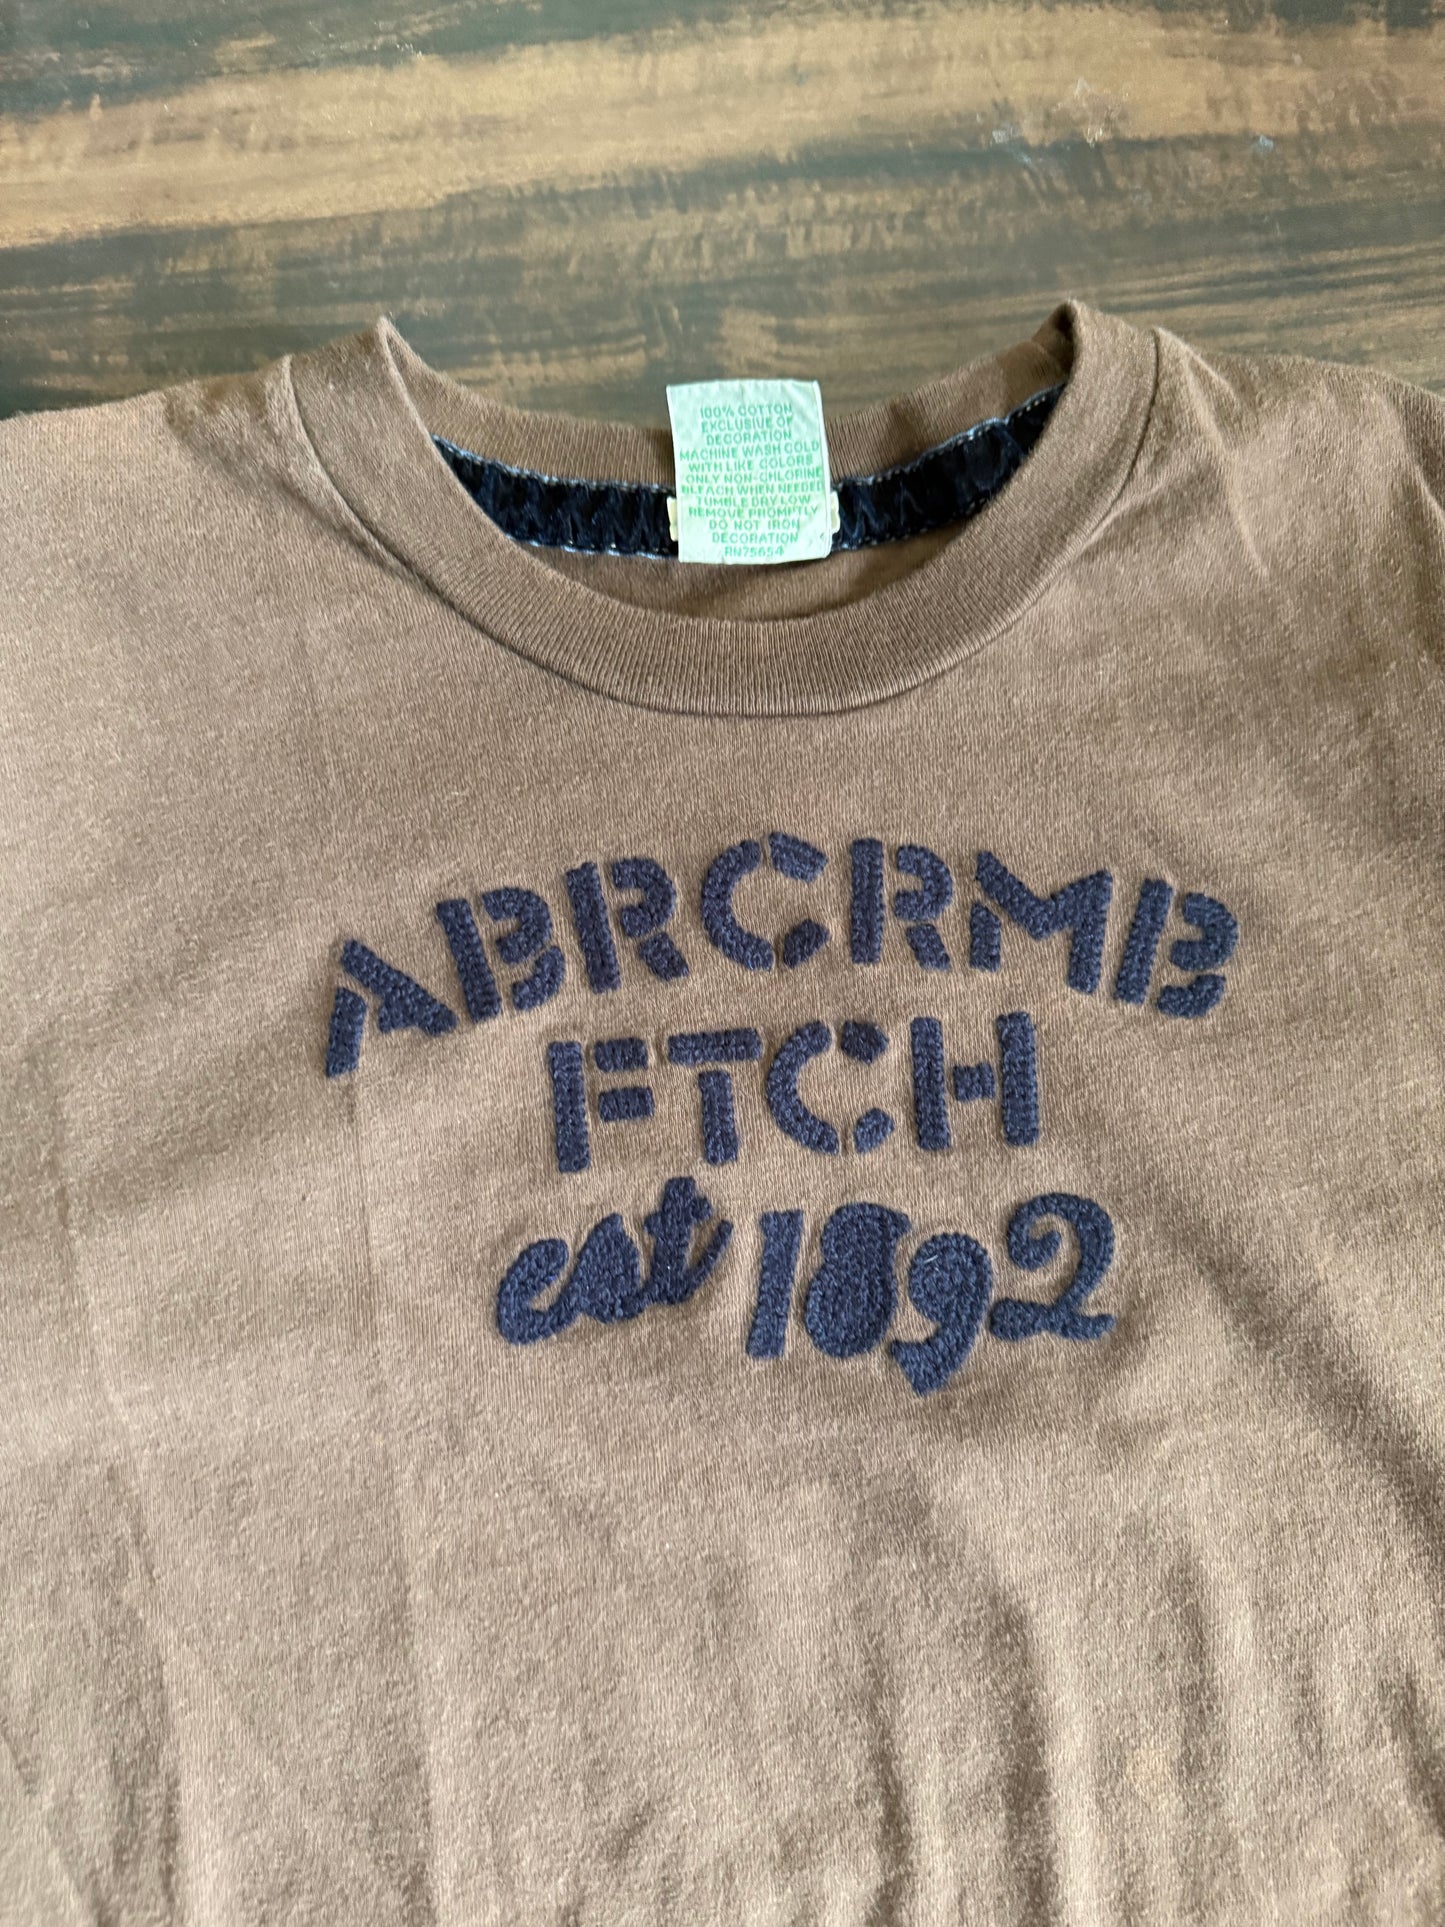 100% COTTON
EXCLUSIVE OF
DECORATION
MACHINE WASH COLD
WITH LIKE COLORS
ONLY NON-CHLORINE
BLEACH WHEN NEEDED
TUMBLE DRY LOW
REMOVE PROMPTLY
DO NOT IRON
DECORATION
RN75654
ABRCRMB
FTCH
est 1892